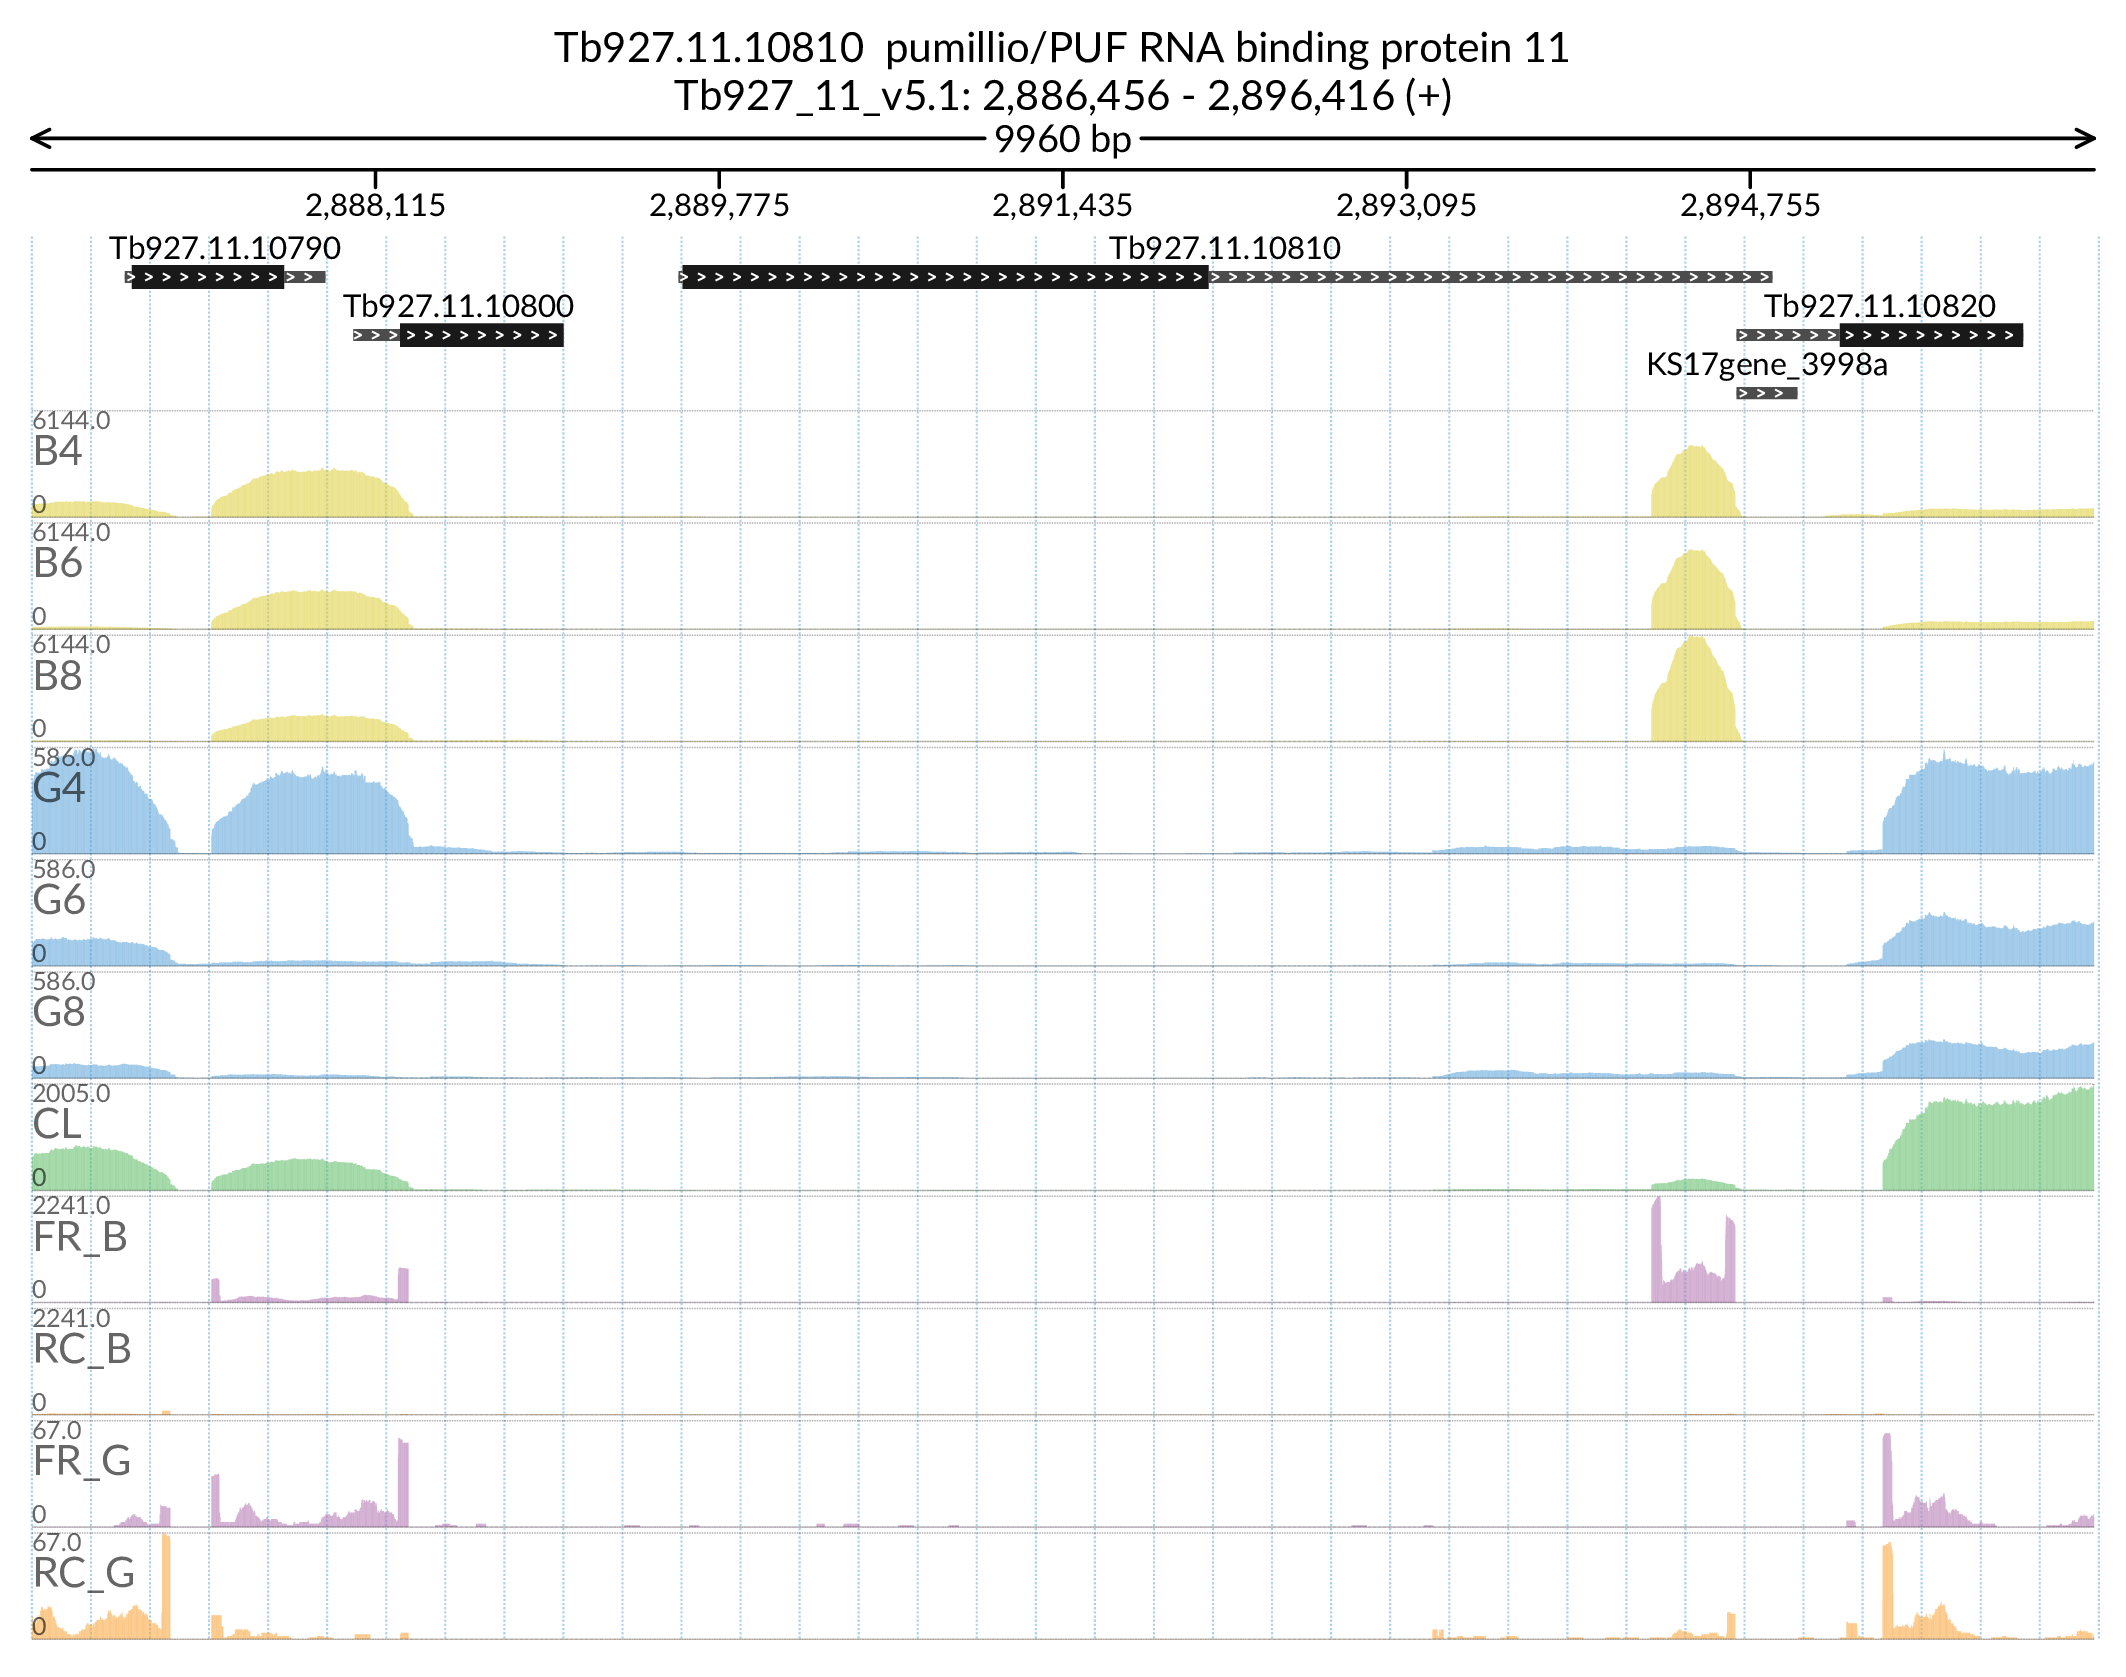 Tb927.11.10810  pumillio/PUF RNA binding protein 11
Tb927_11_v5.1: 2,886,456 - 2,896,416 (+)
9960 bp
2,888,115 2,889,775 2,891,435 2,893,095 2,894,755
Tb927.11.10790 Tb927.11.10810
Tb927.11.10800 Tb927.11.10820
KS17gene_3998a
6144.0
B4
0
6144.0
B6
0
6144.0
B8
0
586.0
G4
0
586.0
G6
0
586.0
G8
0
2005.0
CL
0
2241.0
FR_B
0
2241.0
RC_B
0
67.0
FR_G
0
67.0
RC_G
0